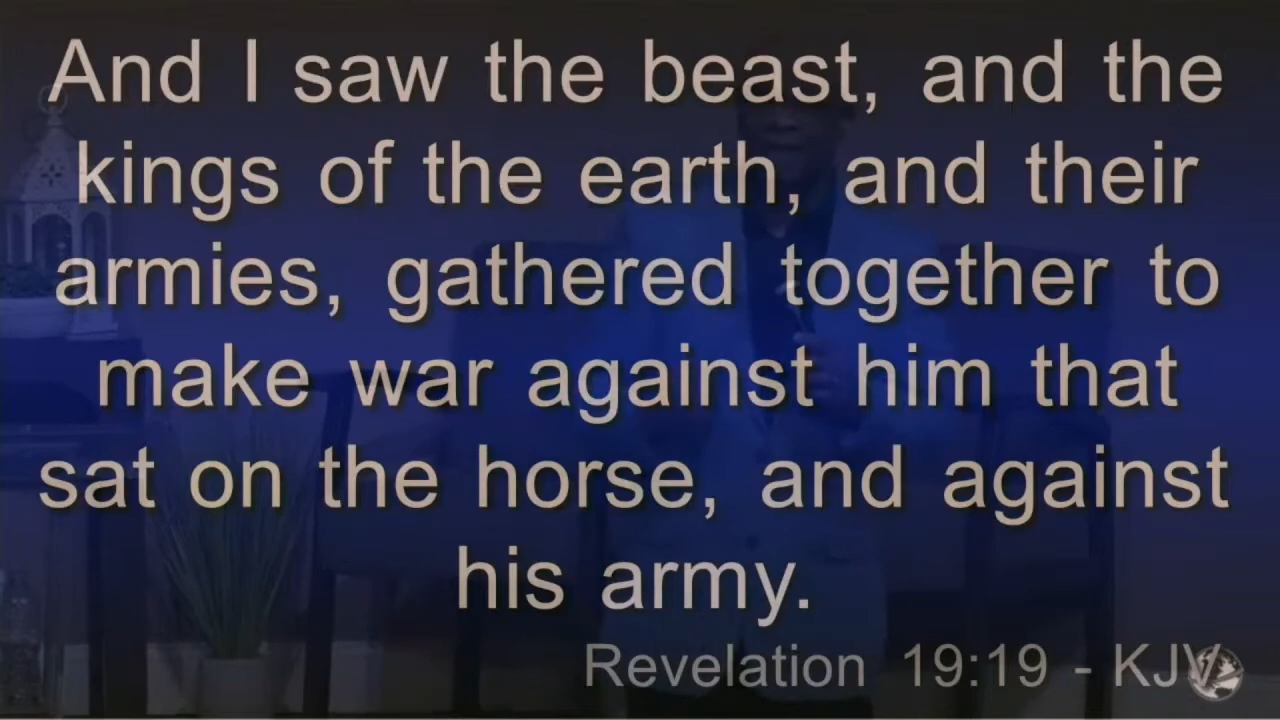 And I saw the beast, and the
kings of the earth, and their
armies, gathered together to
make war against him that
sat on the horse, and against
his army.
Revelation 19:19 - KJV